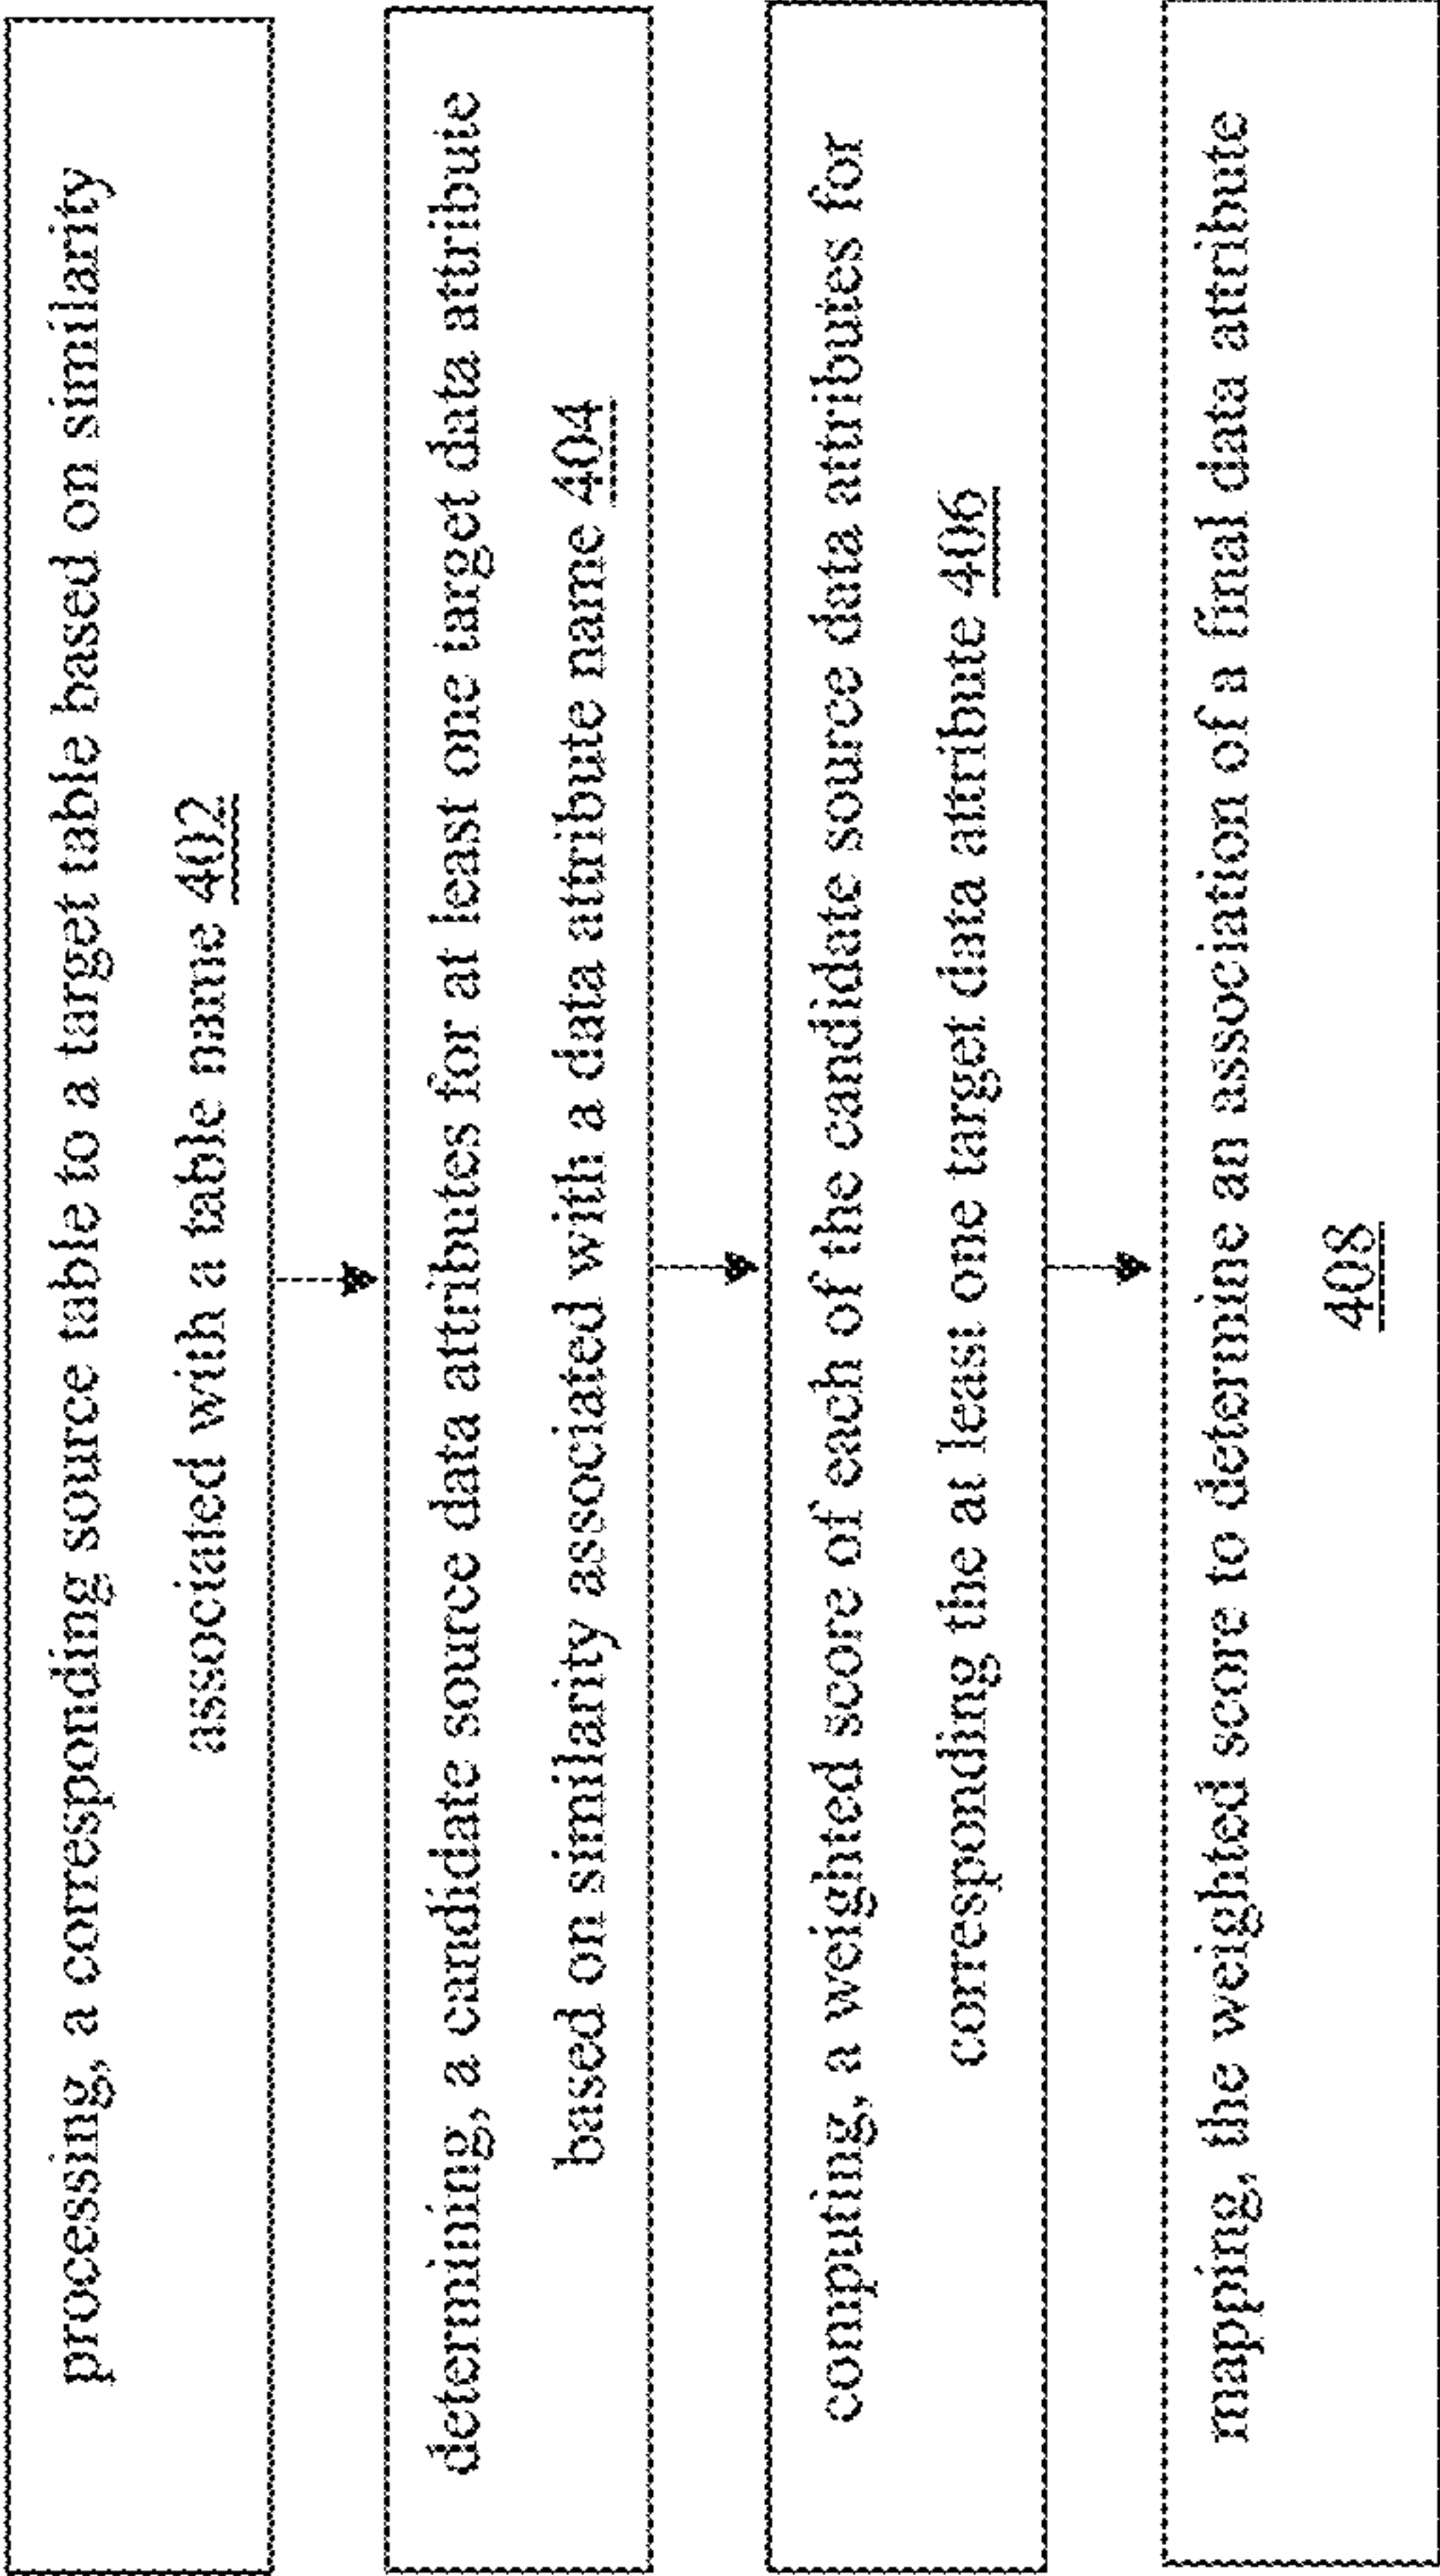 processing, a corresponding source table to a target table based on similarity
associated with a table name 402
determining, a candidate source data attributes for at least one target data attribute
based on similarity associated with a data attribute name 404
computing, a weighted score of each of the candidate source data attributes for
corresponding the at least one target data attribute 406
mapping, the weighted score to determine an association of a final data attribute
408